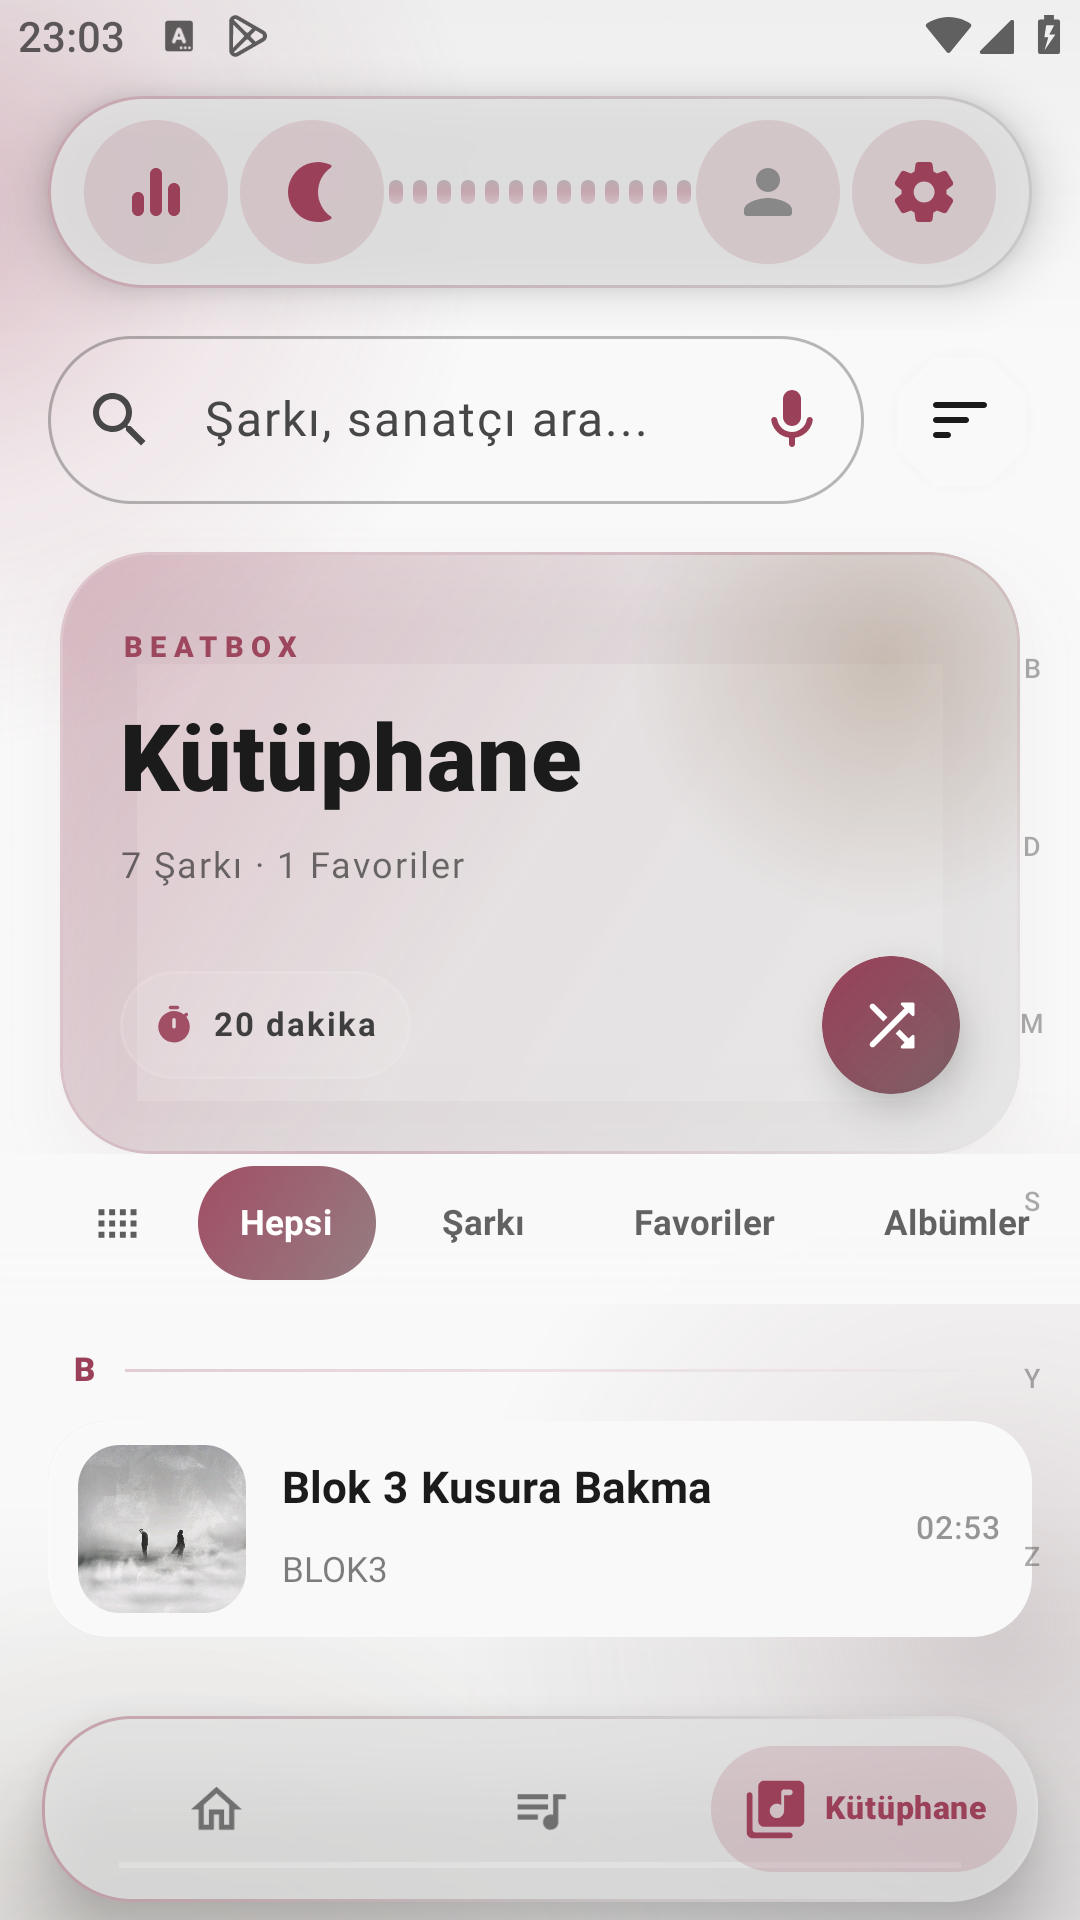 23:03
Şarkı, sanatçı ara...
BEATBOX
Kütüphane
7 Şarkı · 1 Favoriler
20 dakika
B
D
M
S
Y
Z
Hepsi
Şarkı
Favoriler
Albümler
B
Blok 3 Kusura Bakma
BLOK3
02:53
Kütüphane